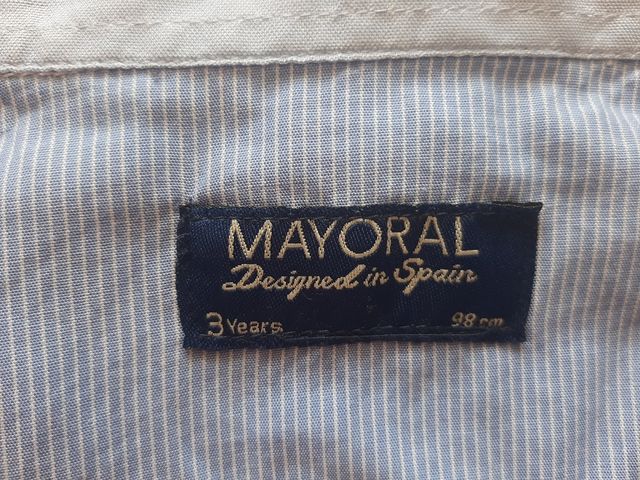 MAYORAL
Designed in Spain
3 Years 98 cm